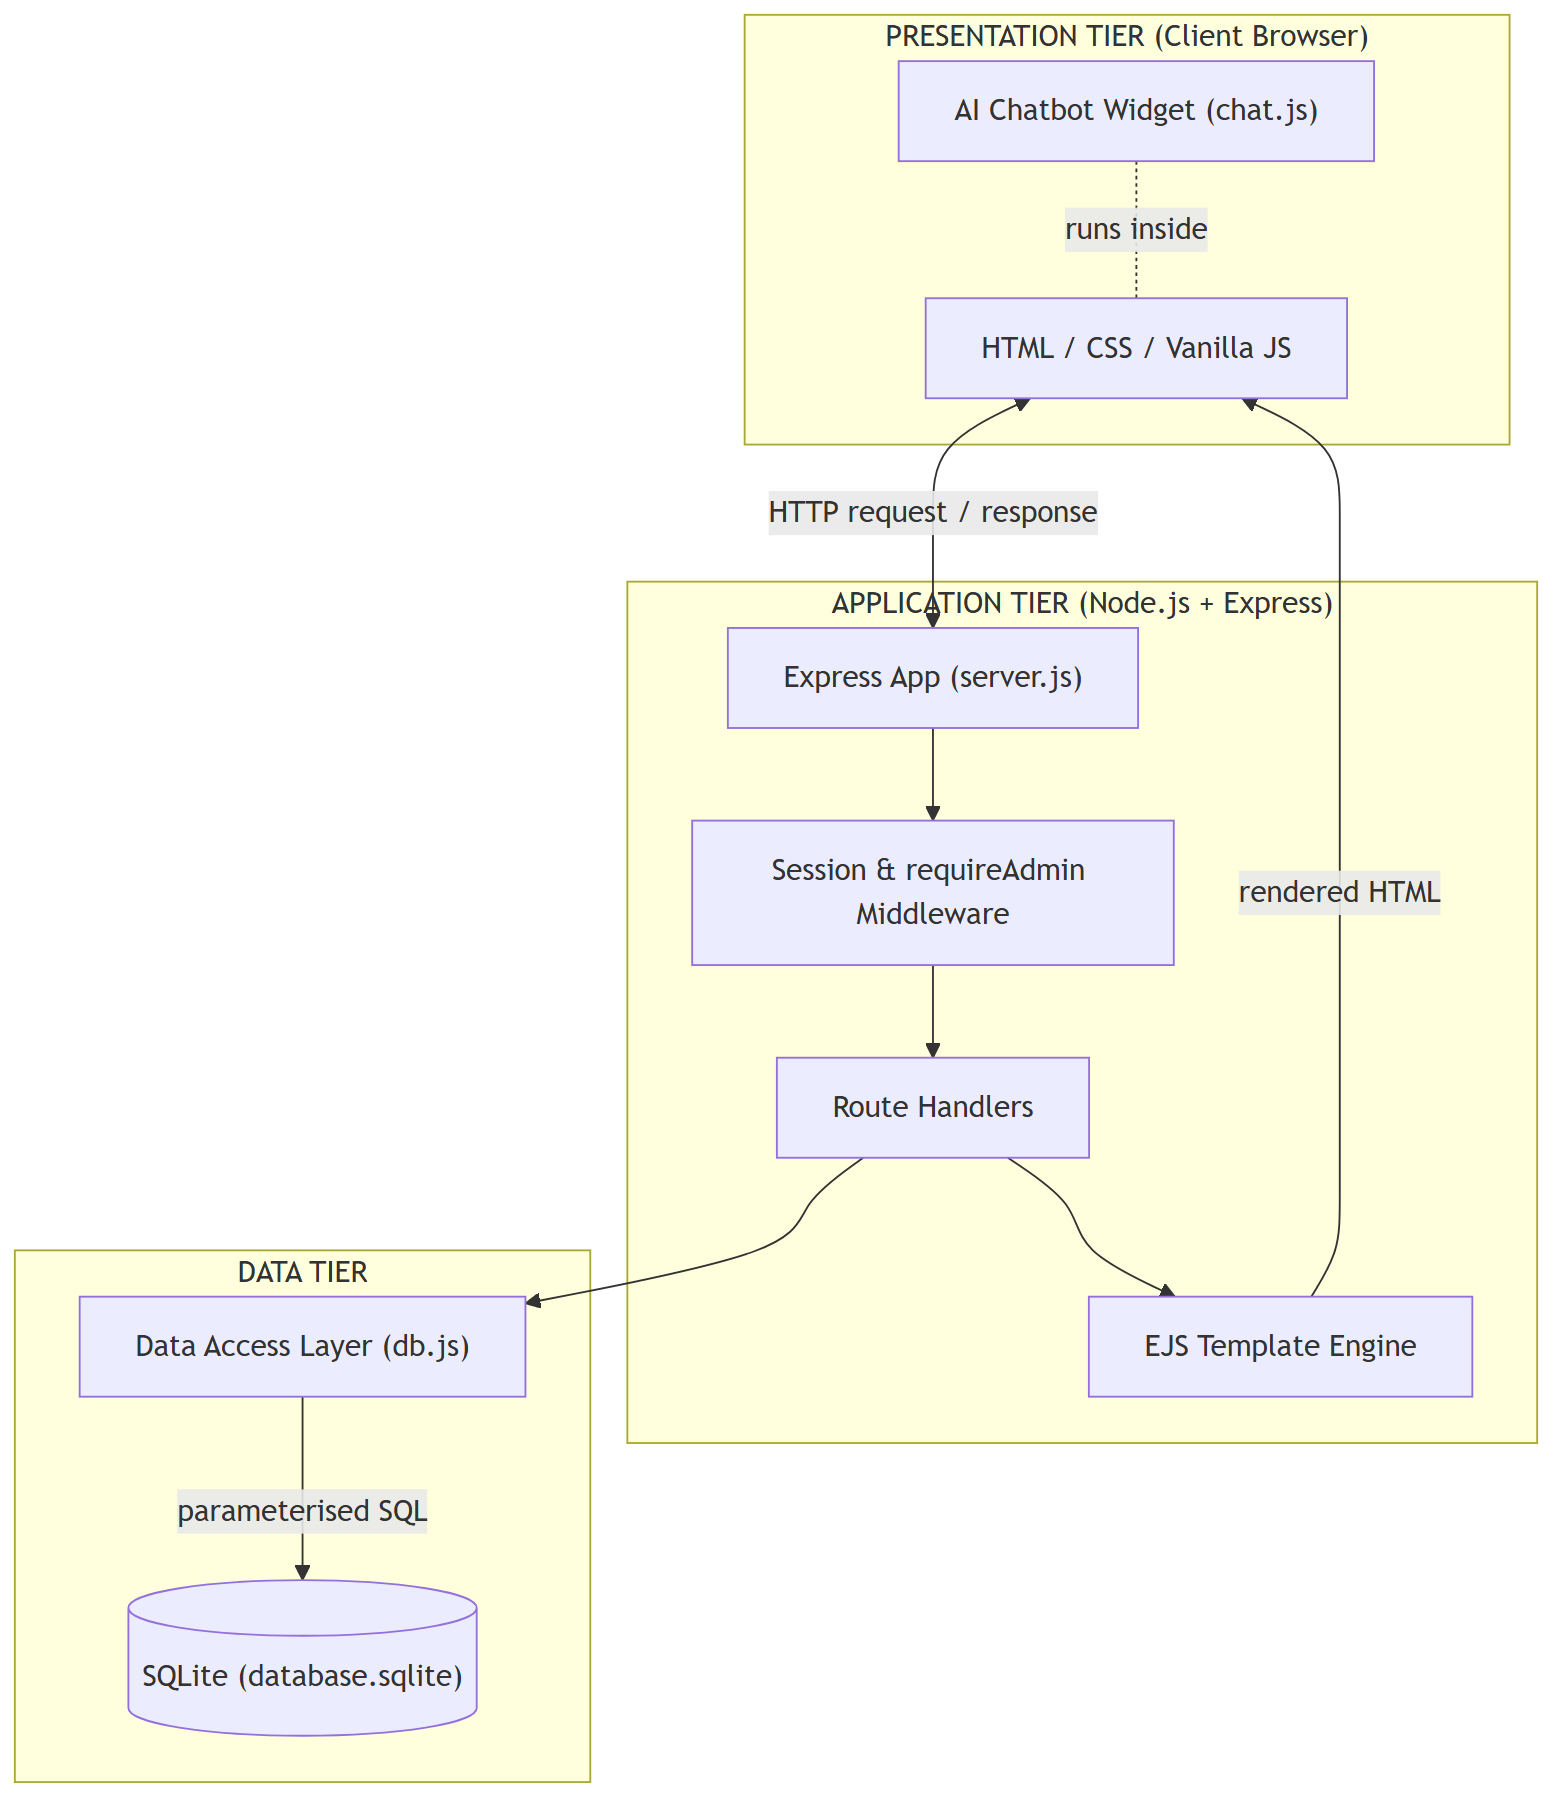 PRESENTATION TIER (Client Browser)
AI Chatbot Widget (chat.js)
runs inside
HTML / CSS / Vanilla JS
HTTP request / response
APPLICATION TIER (Node.js + Express)
Express App (server.js)
Session & requireAdmin
Middleware
rendered HTML
Route Handlers
DATA TIER
Data Access Layer (db.js)
EJS Template Engine
parameterised SQL
SQLite (database.sqlite)